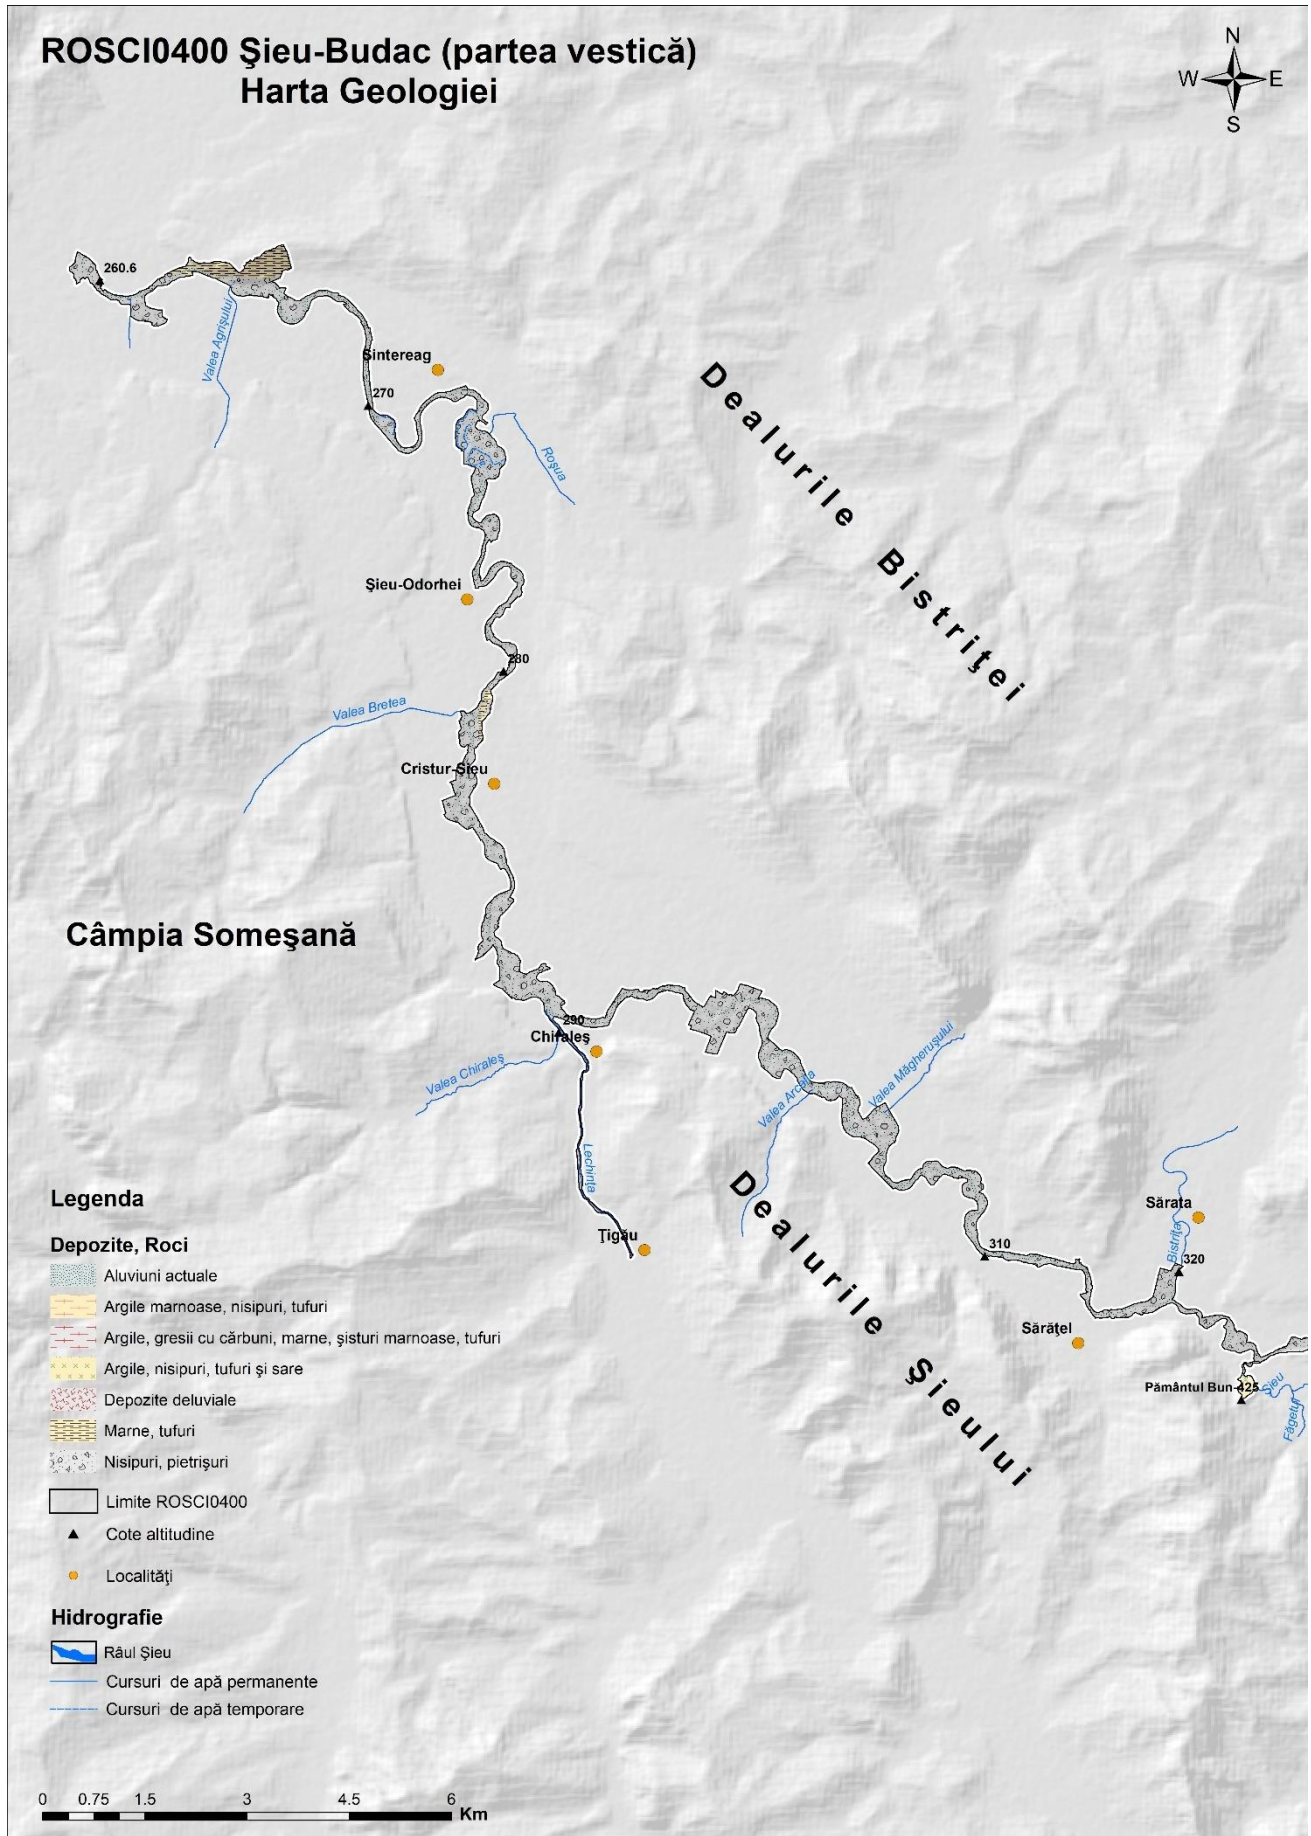 ROSCI0400 Şieu-Budac (partea vestică)
Harta Geologiei
N
W E
S
260.6
Valea Agrişului
Şintereag
270
Roşua
Dealurile Bistriţei
Şieu-Odorhei
280
Valea Bretea
Cristur-Şieu
Câmpia Someşană
290
Chiraleş
Valea Chiraleş
Lechinţa
Ţigău
Valea Arcalia
Valea Măgheruşului
Dealurile Şieului
310
Sărata
Bistriţa
320
Sărăţel
Pământul Bun-425
Şieu
Făgetul
Legenda
Depozite, Roci
Aluviuni actuale
Argile marnoase, nisipuri, tufuri
Argile, gresii cu cărbuni, marne, şisturi marnoase, tufuri
Argile, nisipuri, tufuri şi sare
Depozite deluviale
Marne, tufuri
Nisipuri, pietrişuri
Limite ROSCI0400
Cote altitudine
Localităţi
Hidrografie
Râul Şieu
Cursuri de apă permanente
Cursuri de apă temporare
0 0.75 1.5 3 4.5 6
Km